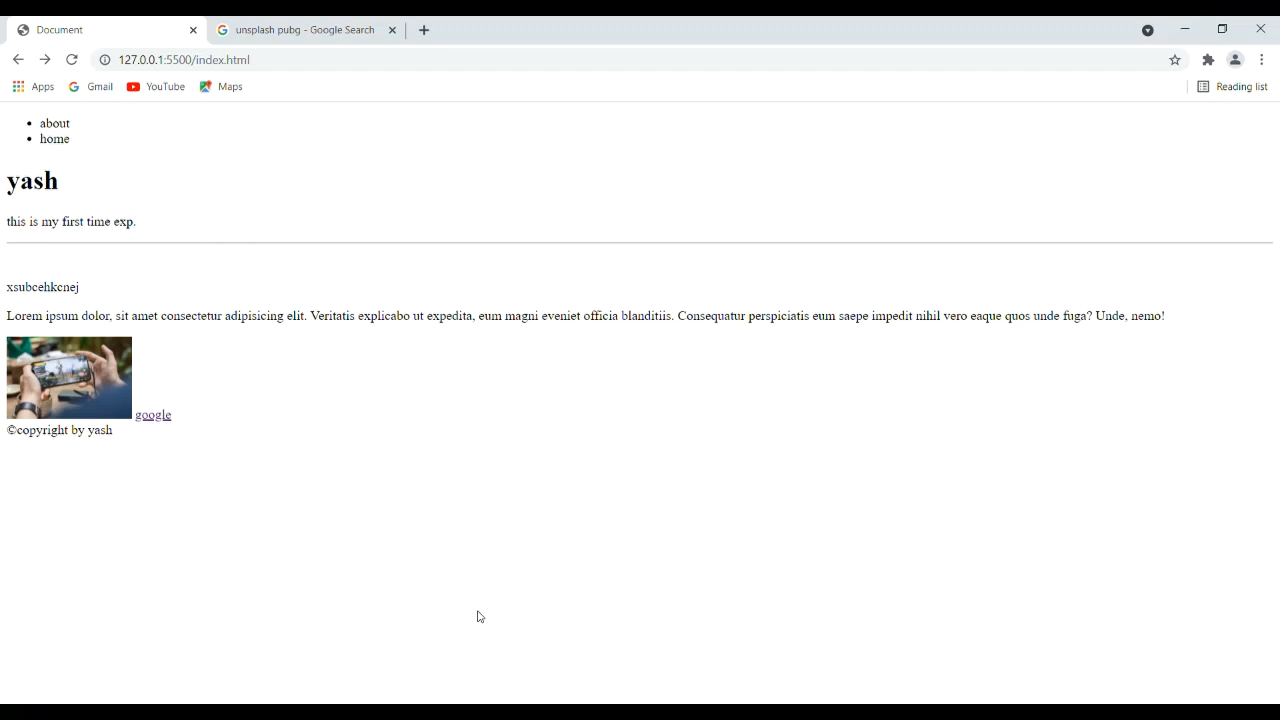 Document
unsplash pubg - Google Search
127.0.0.1:5500/index.html
Apps
Gmail
YouTube
Maps
Reading list
about
home
yash
this is my first time exp.
xsubcehkcnej
Lorem ipsum dolor, sit amet consectetur adipisicing elit. Veritatis explicabo ut expedita, eum magni eveniet officia blanditiis. Consequatur perspiciatis eum saepe impedit nihil vero eaque quos unde fuga? Unde, nemo!
google
©copyright by yash